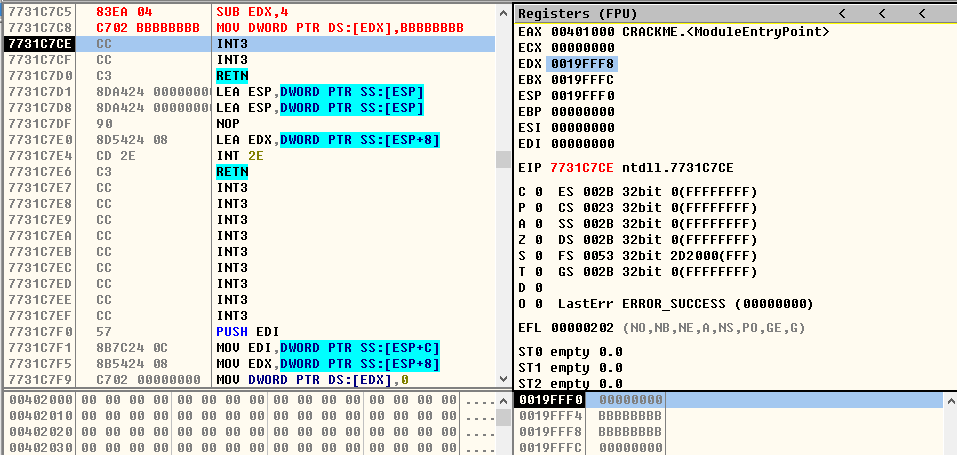 7731C7C5 83EA 04 SUB EDX,4
7731C7C8 C702 BBBBBBBB MOV DWORD PTR DS:[EDX],BBBBBBBB
7731C7CE CC INT3
7731C7CF CC INT3
7731C7D0 C3 RETN
7731C7D1 8DA424 0000000 LEA ESP,DWORD PTR SS:[ESP]
7731C7D8 8DA424 0000000 LEA ESP,DWORD PTR SS:[ESP]
7731C7DF 90 NOP
7731C7E0 8D5424 08 LEA EDX,DWORD PTR SS:[ESP+8]
7731C7E4 CD 2E INT 2E
7731C7E6 C3 RETN
7731C7E7 CC INT3
7731C7E8 CC INT3
7731C7E9 CC INT3
7731C7EA CC INT3
7731C7EB CC INT3
7731C7EC CC INT3
7731C7ED CC INT3
7731C7EE CC INT3
7731C7EF CC INT3
7731C7F0 57 PUSH EDI
7731C7F1 8B7C24 0C MOV EDI,DWORD PTR SS:[ESP+C]
7731C7F5 8B5424 08 MOV EDX,DWORD PTR SS:[ESP+8]
7731C7F9 C702 00000000 MOV DWORD PTR DS:[EDX],0
Registers (FPU) < < <
EAX 00401000 CRACKME.<ModuleEntryPoint>
ECX 00000000
EDX 0019FFF8
EBX 0019FFFC
ESP 0019FFF0
EBP 00000000
ESI 00000000
EDI 00000000
EIP 7731C7CE ntdll.7731C7CE
C 0 ES 002B 32bit 0(FFFFFFFF)
P 0 CS 0023 32bit 0(FFFFFFFF)
A 0 SS 002B 32bit 0(FFFFFFFF)
Z 0 DS 002B 32bit 0(FFFFFFFF)
S 0 FS 0053 32bit 2D2000(FFF)
T 0 GS 002B 32bit 0(FFFFFFFF)
D 0
O 0 LastErr ERROR_SUCCESS (00000000)
EFL 00000202 (NO,NB,NE,A,NS,PO,GE,G)
ST0 empty 0.0
ST1 empty 0.0
ST2 empty 0.0
00402000 00 00 00 00 00 00 00 00 00 00 00 00 00 00 00 00 ....
00402010 00 00 00 00 00 00 00 00 00 00 00 00 00 00 00 00 ....
00402020 00 00 00 00 00 00 00 00 00 00 00 00 00 00 00 00 ....
00402030 00 00 00 00 00 00 00 00 00 00 00 00 00 00 00 00 ....
0019FFF0 00000000
0019FFF4 BBBBBBBB
0019FFF8 BBBBBBBB
0019FFFC 00000000